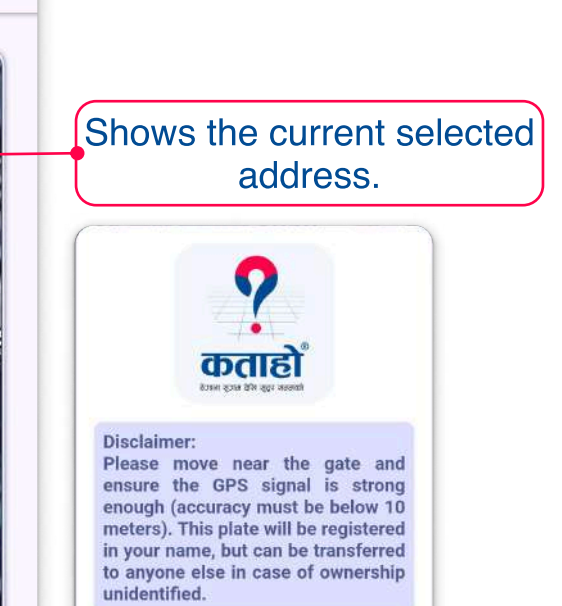 Shows the current selected
address.
कताहो®
Disclaimer:
Please move near the gate and
ensure the GPS signal is strong
enough (accuracy must be below 10
meters). This plate will be registered
in your name, but can be transferred
to anyone else in case of ownership
unidentified.